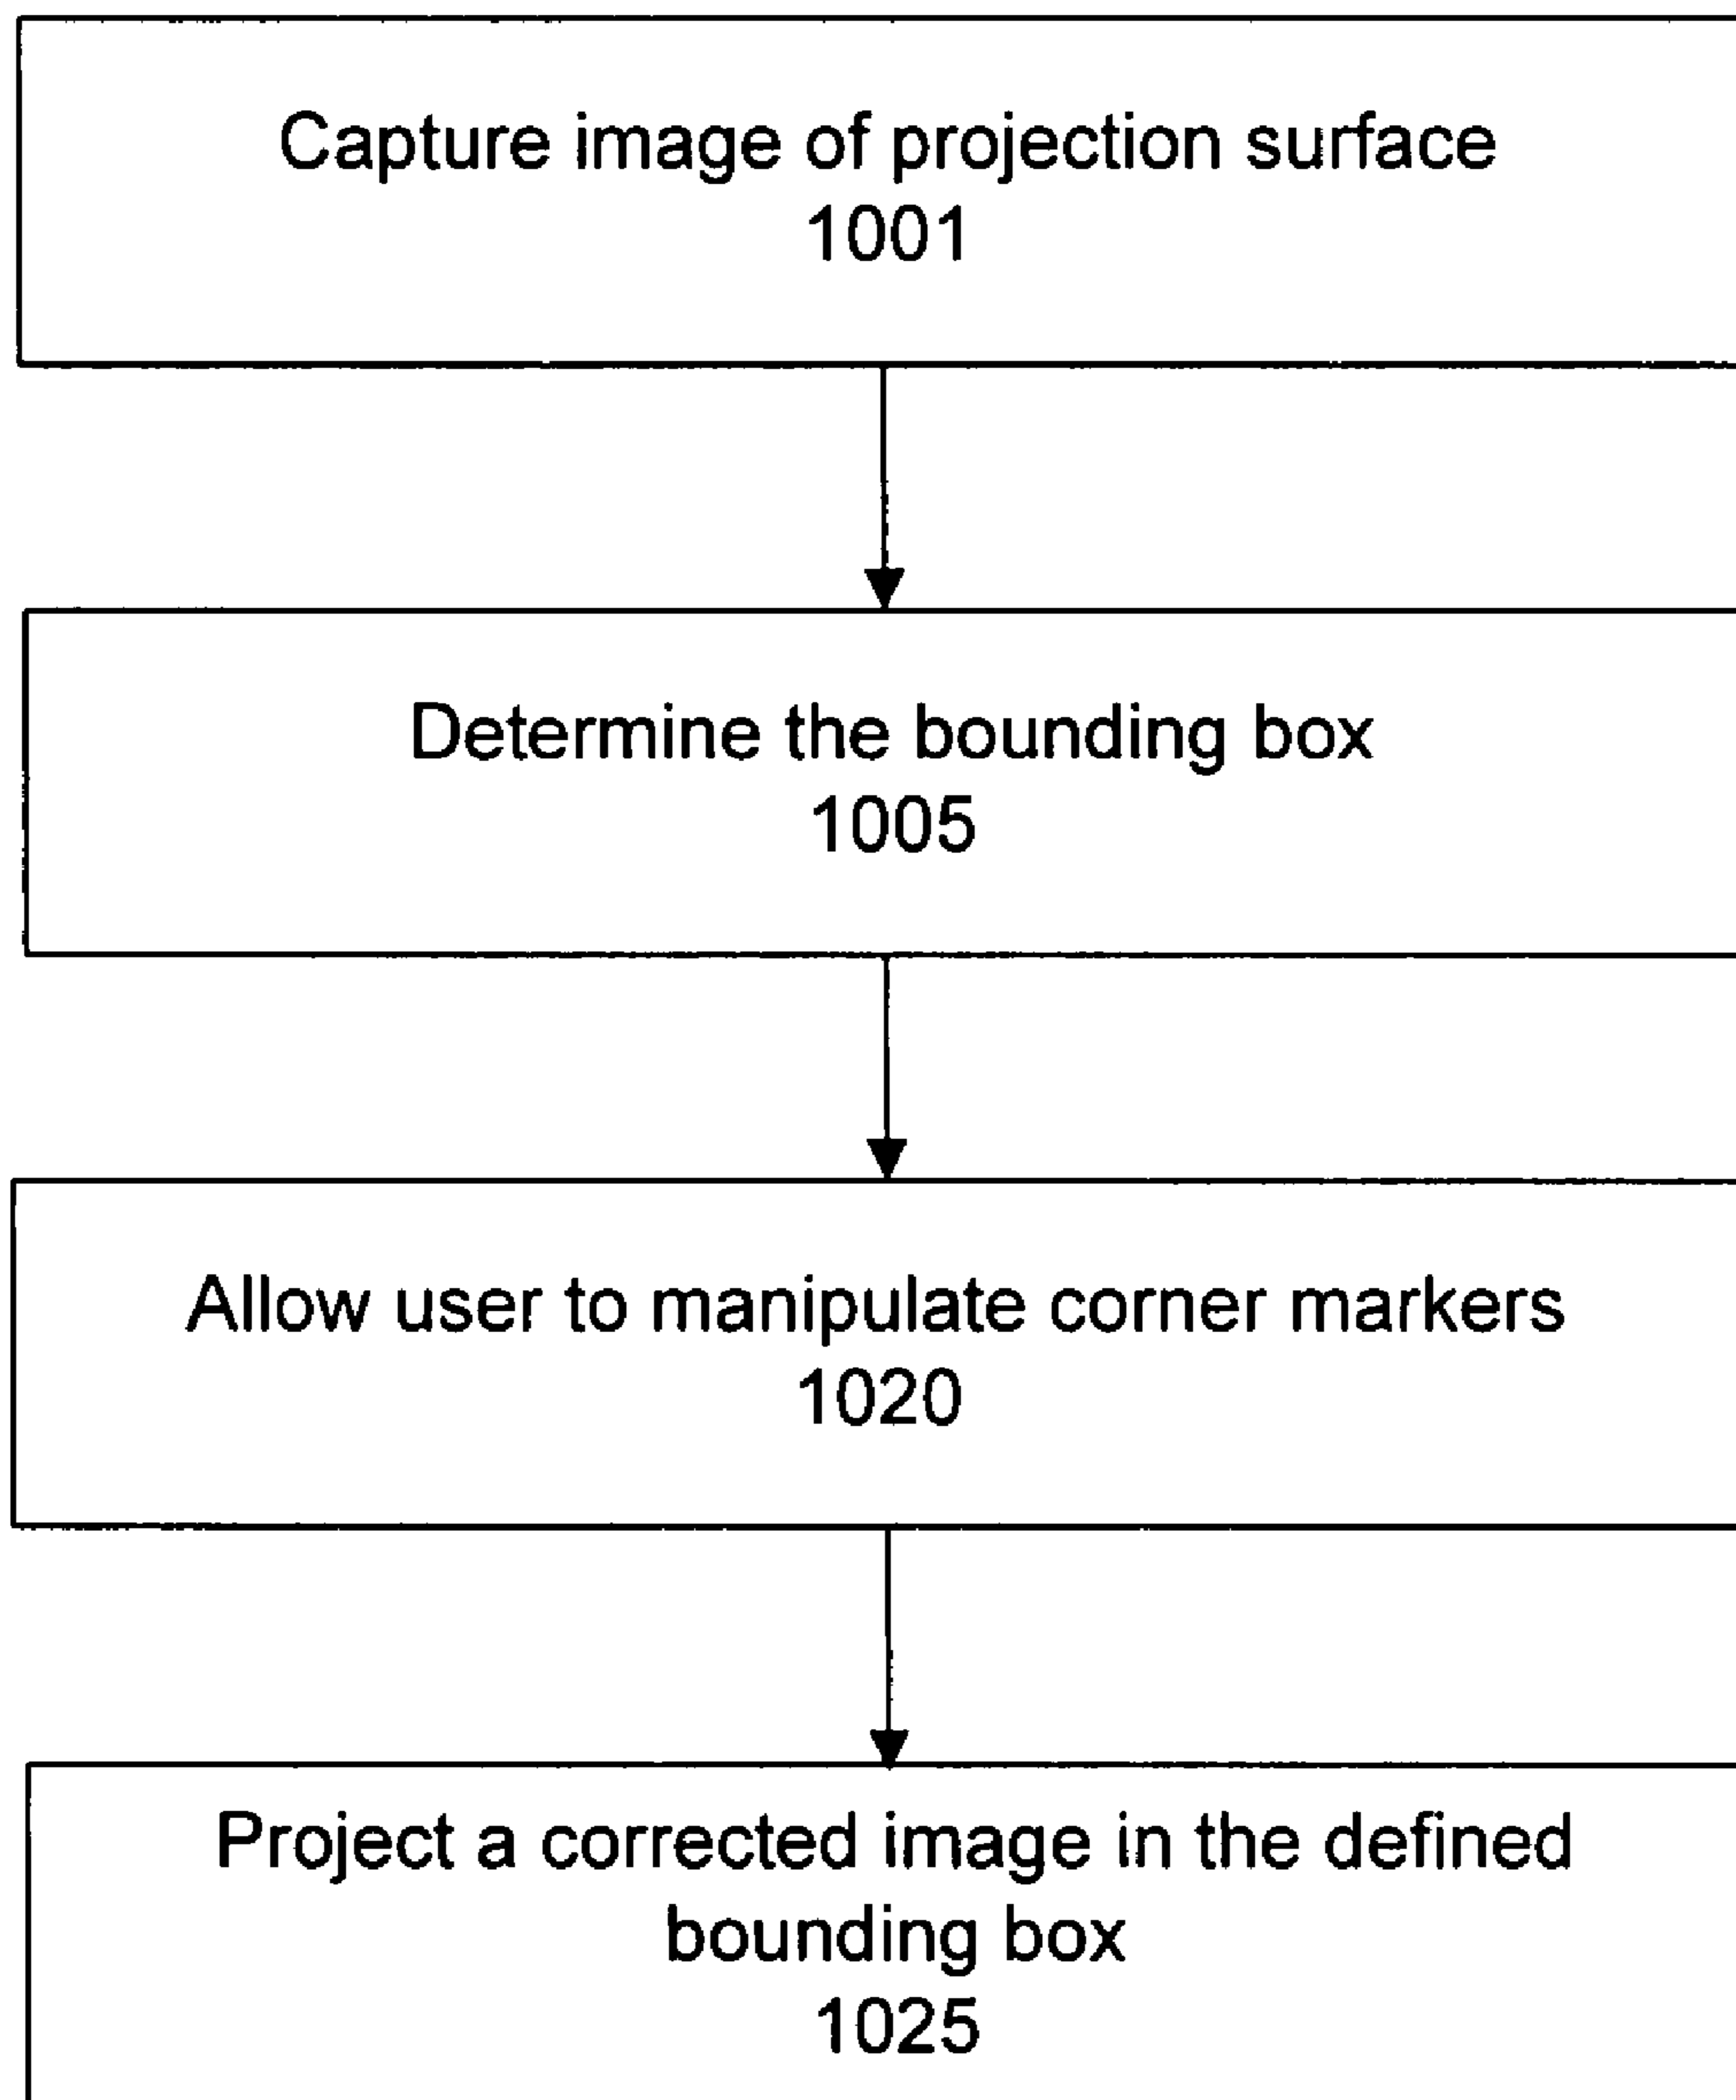 Capture image of projection surface
1001
Determine the bounding box
1005
Allow user to manipulate corner markers
1020
Project a corrected image in the defined
bounding box
1025